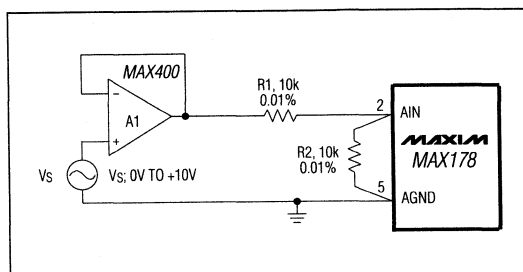 MAX400
−
A1
+
R1, 10k
0.01%
2
AIN
R2, 10k
0.01%
MAXIM
MAX178
VS
VS; 0V TO +10V
5
AGND